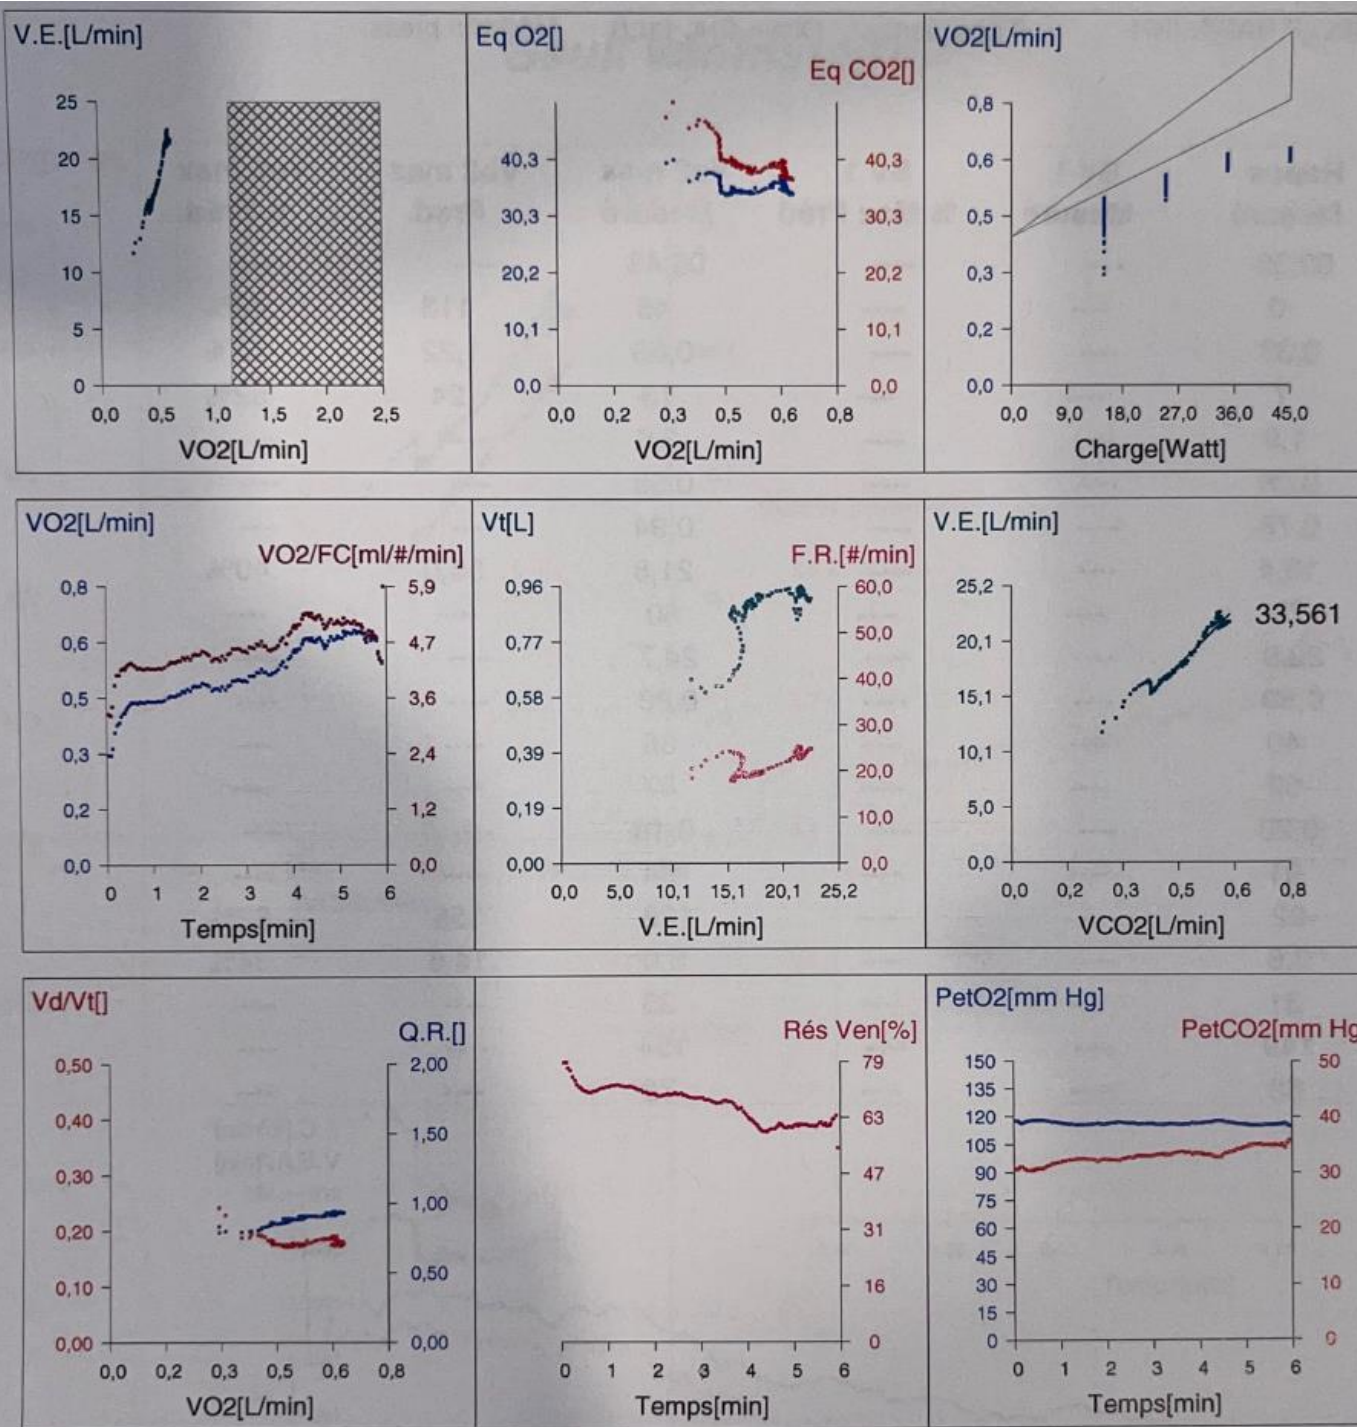 V.E.[L/min]
25
20
15
10
5
0
0,0 0,5 1,0 1,5 2,0 2,5
VO2[L/min]
Eq O2[]
Eq CO2[]
40,3 40,3
30,3 30,3
20,2 20,2
10,1 10,1
0,0 0,0
0,0 0,2 0,3 0,5 0,6 0,8
VO2[L/min]
VO2[L/min]
0,8
0,6
0,5
0,3
0,2
0,0
0,0 9,0 18,0 27,0 36,0 45,0
Charge[Watt]
VO2[L/min]
VO2/FC[ml/#/min]
0,8 5,9
0,6 4,7
0,5 3,6
0,3 2,4
0,2 1,2
0,0 0,0
0 1 2 3 4 5 6
Temps[min]
Vt[L]
F.R.[#/min]
0,96 60,0
0,77 50,0
0,58 40,0
30,0
0,39 20,0
0,19 10,0
0,00 0,0
0,0 5,0 10,1 15,1 20,1 25,2
V.E.[L/min]
V.E.[L/min]
25,2
33,561
20,1
15,1
10,1
5,0
0,0
0,0 0,2 0,3 0,5 0,6 0,8
VCO2[L/min]
Vd/Vt[]
Q.R.[]
0,50 2,00
0,40 1,50
0,30 1,00
0,20
0,10 0,50
0,00 0,00
0,0 0,2 0,3 0,5 0,6 0,8
VO2[L/min]
Rés Ven[%]
79
63
47
31
16
0
0 1 2 3 4 5 6
Temps[min]
PetO2[mm Hg]
PetCO2[mm Hg
150 50
135
120 40
105
90 30
75
60 20
45
30 10
15
0 0
0 1 2 3 4 5 6
Temps[min]